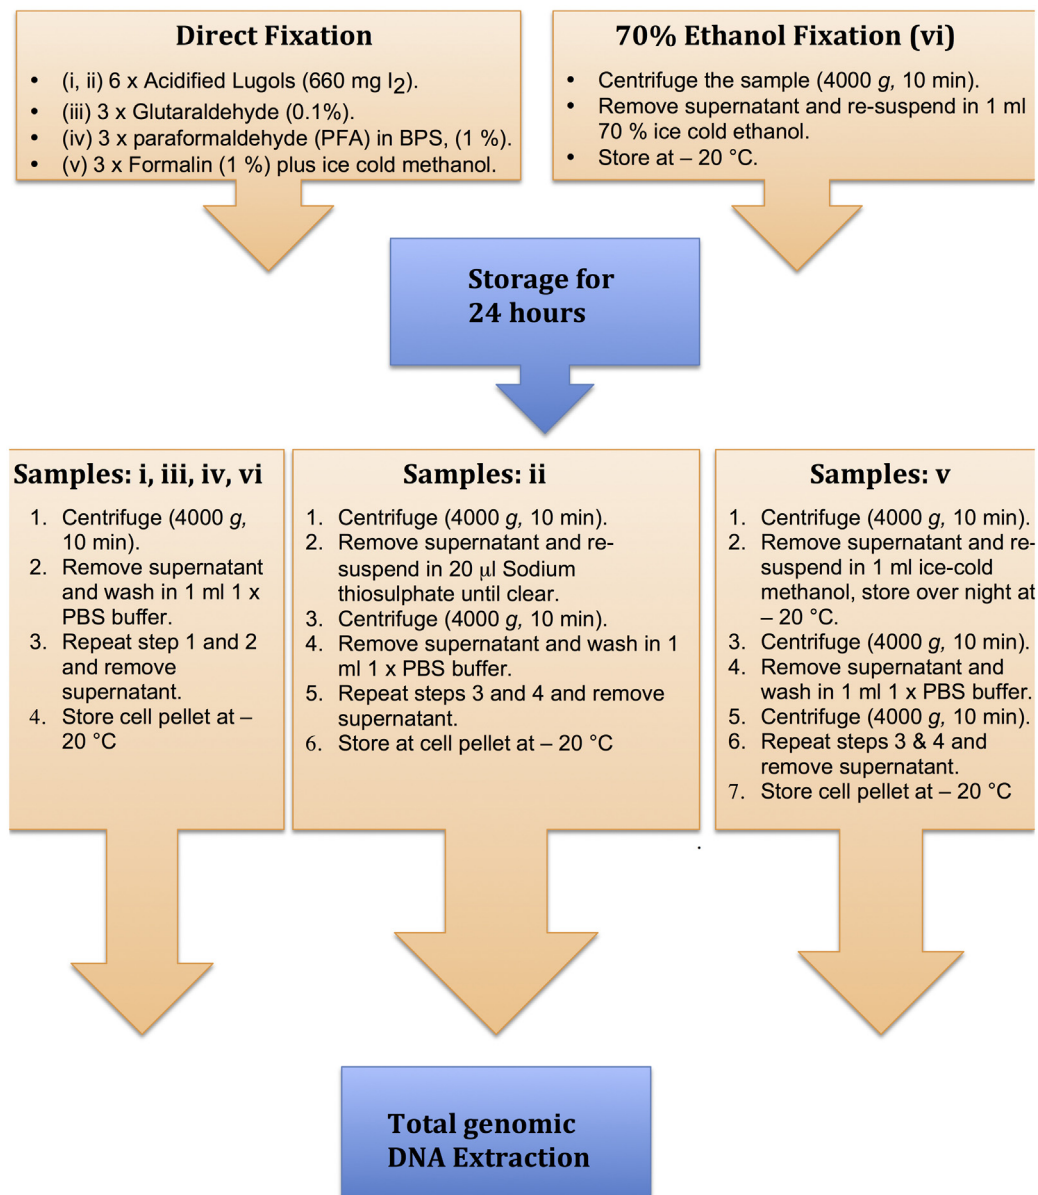 Direct Fixation
• (i, ii) 6 x Acidified Lugols (660 mg I2).
• (iii) 3 x Glutaraldehyde (0.1%).
• (iv) 3 x paraformaldehyde (PFA) in BPS, (1 %).
• (v) 3 x Formalin (1 %) plus ice cold methanol.
70% Ethanol Fixation (vi)
• Centrifuge the sample (4000 g, 10 min).
• Remove supernatant and re-suspend in 1 ml
70 % ice cold ethanol.
• Store at – 20 °C.
Storage for
24 hours
Samples: i, iii, iv, vi
1. Centrifuge (4000 g,
10 min).
2. Remove supernatant
and wash in 1 ml 1 x
PBS buffer.
3. Repeat step 1 and 2
and remove
supernatant.
4. Store cell pellet at –
20 °C
Samples: ii
1. Centrifuge (4000 g, 10 min).
2. Remove supernatant and re-
suspend in 20 µl Sodium
thiosulphate until clear.
3. Centrifuge (4000 g, 10 min).
4. Remove supernatant and wash in 1
ml 1 x PBS buffer.
5. Repeat steps 3 and 4 and remove
supernatant.
6. Store at cell pellet at – 20 °C
Samples: v
1. Centrifuge (4000 g, 10 min).
2. Remove supernatant and re-
suspend in 1 ml ice-cold
methanol, store over night at
– 20 °C.
3. Centrifuge (4000 g, 10 min).
4. Remove supernatant and
wash in 1 ml 1 x PBS buffer.
5. Centrifuge (4000 g, 10 min).
6. Repeat steps 3 & 4 and
remove supernatant.
7. Store cell pellet at – 20 °C
.
Total genomic
DNA Extraction